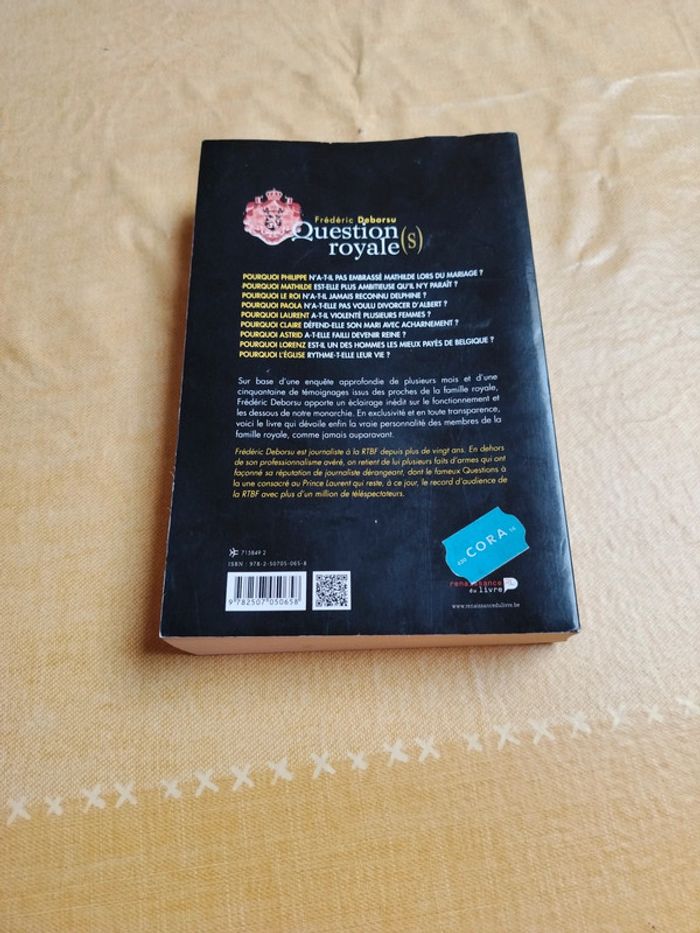 Frédéric Deborsu
Question
royale(s)
POURQUOI PHILIPPE N'A-T-IL PAS EMBRASSÉ MATHILDE LORS DU MARIAGE ?
POURQUOI MATHILDE EST-ELLE PLUS AMBITIEUSE QU'IL N'Y PARAÎT ?
POURQUOI LE ROI N'A-T-IL JAMAIS RECONNU DELPHINE ?
POURQUOI PAOLA N'A-T-ELLE PAS VOULU DIVORCER D'ALBERT ?
POURQUOI LAURENT A-T-IL VIOLENTÉ PLUSIEURS FEMMES ?
POURQUOI CLAIRE DÉFEND-ELLE SON MARI AVEC ACHARNEMENT ?
POURQUOI ASTRID A-T-ELLE FAILLI DEVENIR REINE ?
POURQUOI LORENZ EST-IL UN DES HOMMES LES MIEUX PAYÉS DE BELGIQUE ?
POURQUOI L'ÉGLISE RYTHME-T-ELLE LEUR VIE ?
Sur base d'une enquête approfondie de plusieurs mois et d'une
cinquantaine de témoignages issus des proches de la famille royale,
Frédéric Deborsu apporte un éclairage inédit sur le fonctionnement et
les dessous de notre monarchie. En exclusivité et en toute transparence,
voici le livre qui dévoile enfin la vraie personnalité des membres de la
famille royale, comme jamais auparavant.
Frédéric Deborsu est journaliste à la RTBF depuis plus de vingt ans. En dehors
de son professionnalisme avéré, on retient de lui plusieurs faits d'armes qui ont
façonné sa réputation de journaliste dérangeant, dont le fameux Questions à
la une consacré au Prince Laurent qui reste, à ce jour, le record d'audience de
la RTBF avec plus d'un million de téléspectateurs.
713849 2
ISBN : 978-2-50705-065-8
9 782507 050658
CORA
renaissance
du livre
www.renaissancedulivre.be